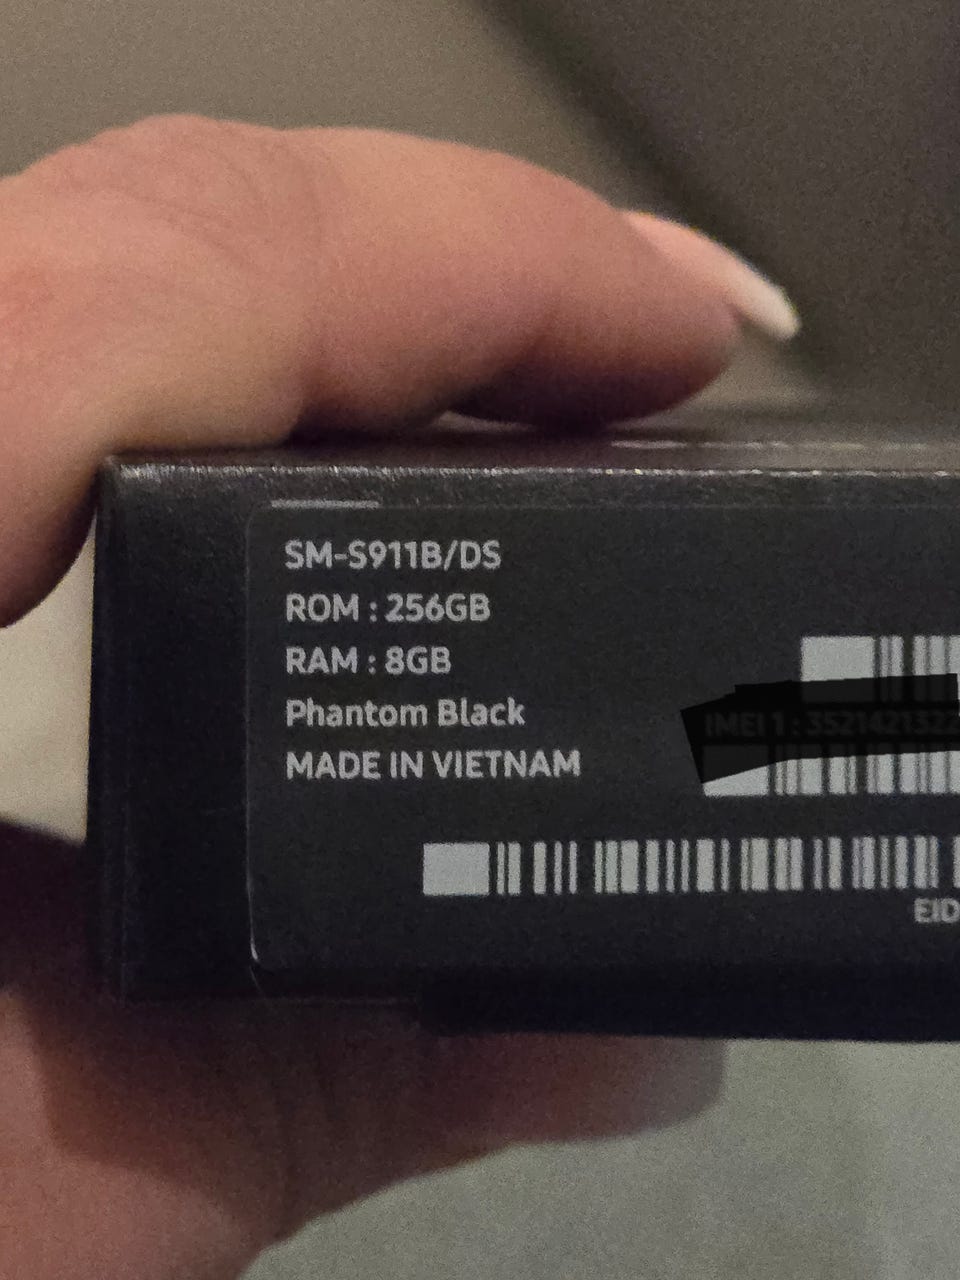 SM-S911B/DS
ROM : 256GB
RAM : 8GB
Phantom Black
IMEI 1 :
MADE IN VIETNAM
EID